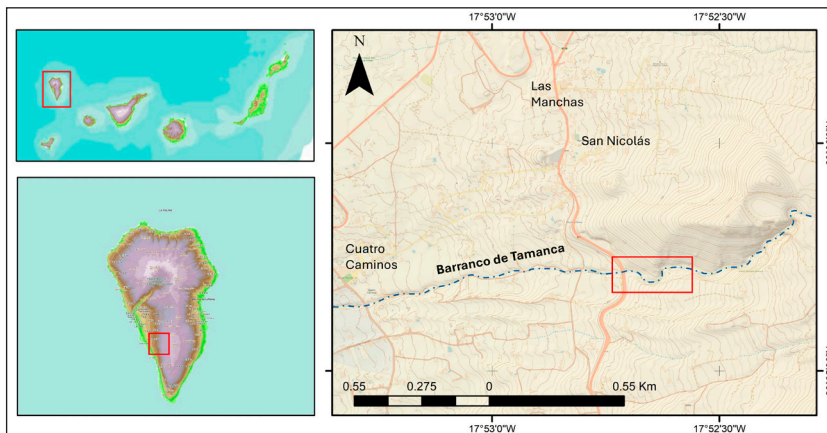 17°53'0"W
17°52'30"W
N
Las
Manchas
San Nicolás
Cuatro
Caminos
Barranco de Tamanca
0.55
0.275
0
0.55 Km
17°53'0"W
17°52'30"W